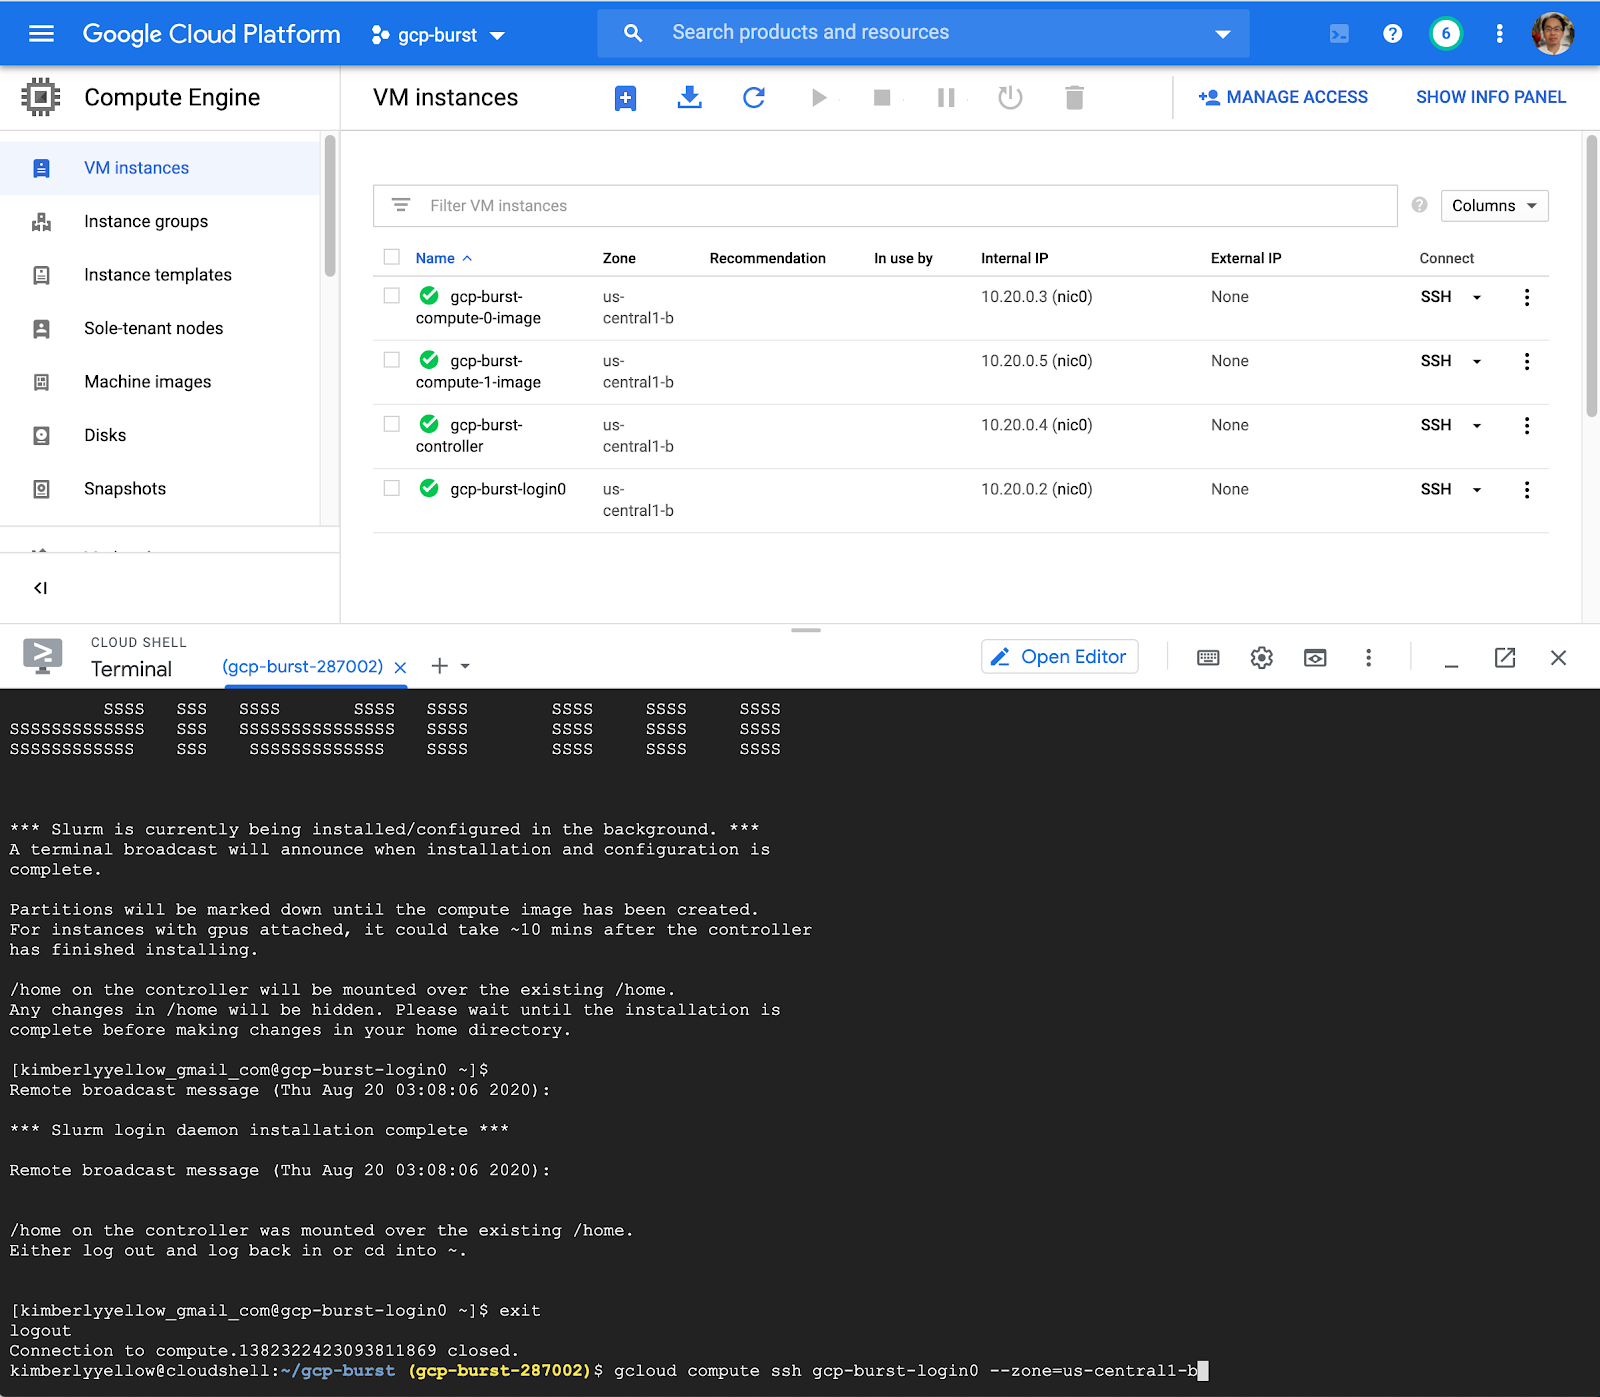 Google Cloud Platform gcp-burst Search products and resources 6
Compute Engine VM instances MANAGE ACCESS SHOW INFO PANEL
VM instances
Instance groups
Instance templates
Sole-tenant nodes
Machine images
Disks
Snapshots
Filter VM instances Columns
Name Zone Recommendation In use by Internal IP External IP Connect
gcp-burst- us- 10.20.0.3 (nic0) None SSH
compute-0-image central1-b
gcp-burst- us- 10.20.0.5 (nic0) None SSH
compute-1-image central1-b
gcp-burst- us- 10.20.0.4 (nic0) None SSH
controller central1-b
gcp-burst-login0 us- 10.20.0.2 (nic0) None SSH
central1-b
CLOUD SHELL
Terminal (gcp-burst-287002) Open Editor
SSSS SSS SSSS SSSS SSSS SSSS SSSS SSSS
SSSSSSSSSSSSS SSS SSSSSSSSSSSSSSS SSSS SSSS SSSS SSSS
SSSSSSSSSSSS SSS SSSSSSSSSSSSS SSSS SSSS SSSS SSSS
*** Slurm is currently being installed/configured in the background. ***
A terminal broadcast will announce when installation and configuration is
complete.
Partitions will be marked down until the compute image has been created.
For instances with gpus attached, it could take ~10 mins after the controller
has finished installing.
/home on the controller will be mounted over the existing /home.
Any changes in /home will be hidden. Please wait until the installation is
complete before making changes in your home directory.
[kimberlyyellow_gmail_com@gcp-burst-login0 ~]$
Remote broadcast message (Thu Aug 20 03:08:06 2020):
*** Slurm login daemon installation complete ***
Remote broadcast message (Thu Aug 20 03:08:06 2020):
/home on the controller was mounted over the existing /home.
Either log out and log back in or cd into ~.
[kimberlyyellow_gmail_com@gcp-burst-login0 ~]$ exit
logout
Connection to compute.1382322423093811869 closed.
kimberlyyellow@cloudshell:~/gcp-burst (gcp-burst-287002)$ gcloud compute ssh gcp-burst-login0 --zone=us-central1-b